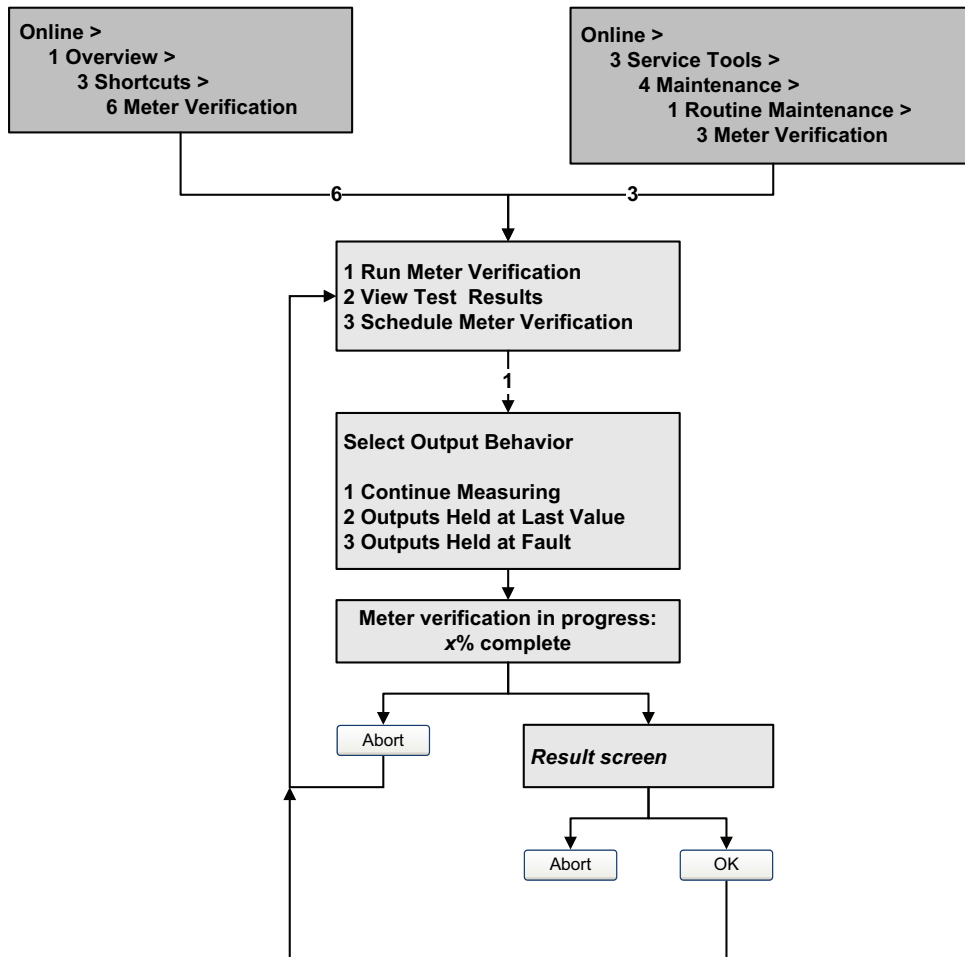 Online >
1 Overview >
3 Shortcuts >
6 Meter Verification
Online >
3 Service Tools >
4 Maintenance >
1 Routine Maintenance >
3 Meter Verification
6
3
1 Run Meter Verification
2 View Test Results
3 Schedule Meter Verification
1
Select Output Behavior
1 Continue Measuring
2 Outputs Held at Last Value
3 Outputs Held at Fault
Meter verification in progress:
x% complete
Abort
Result screen
Abort
OK